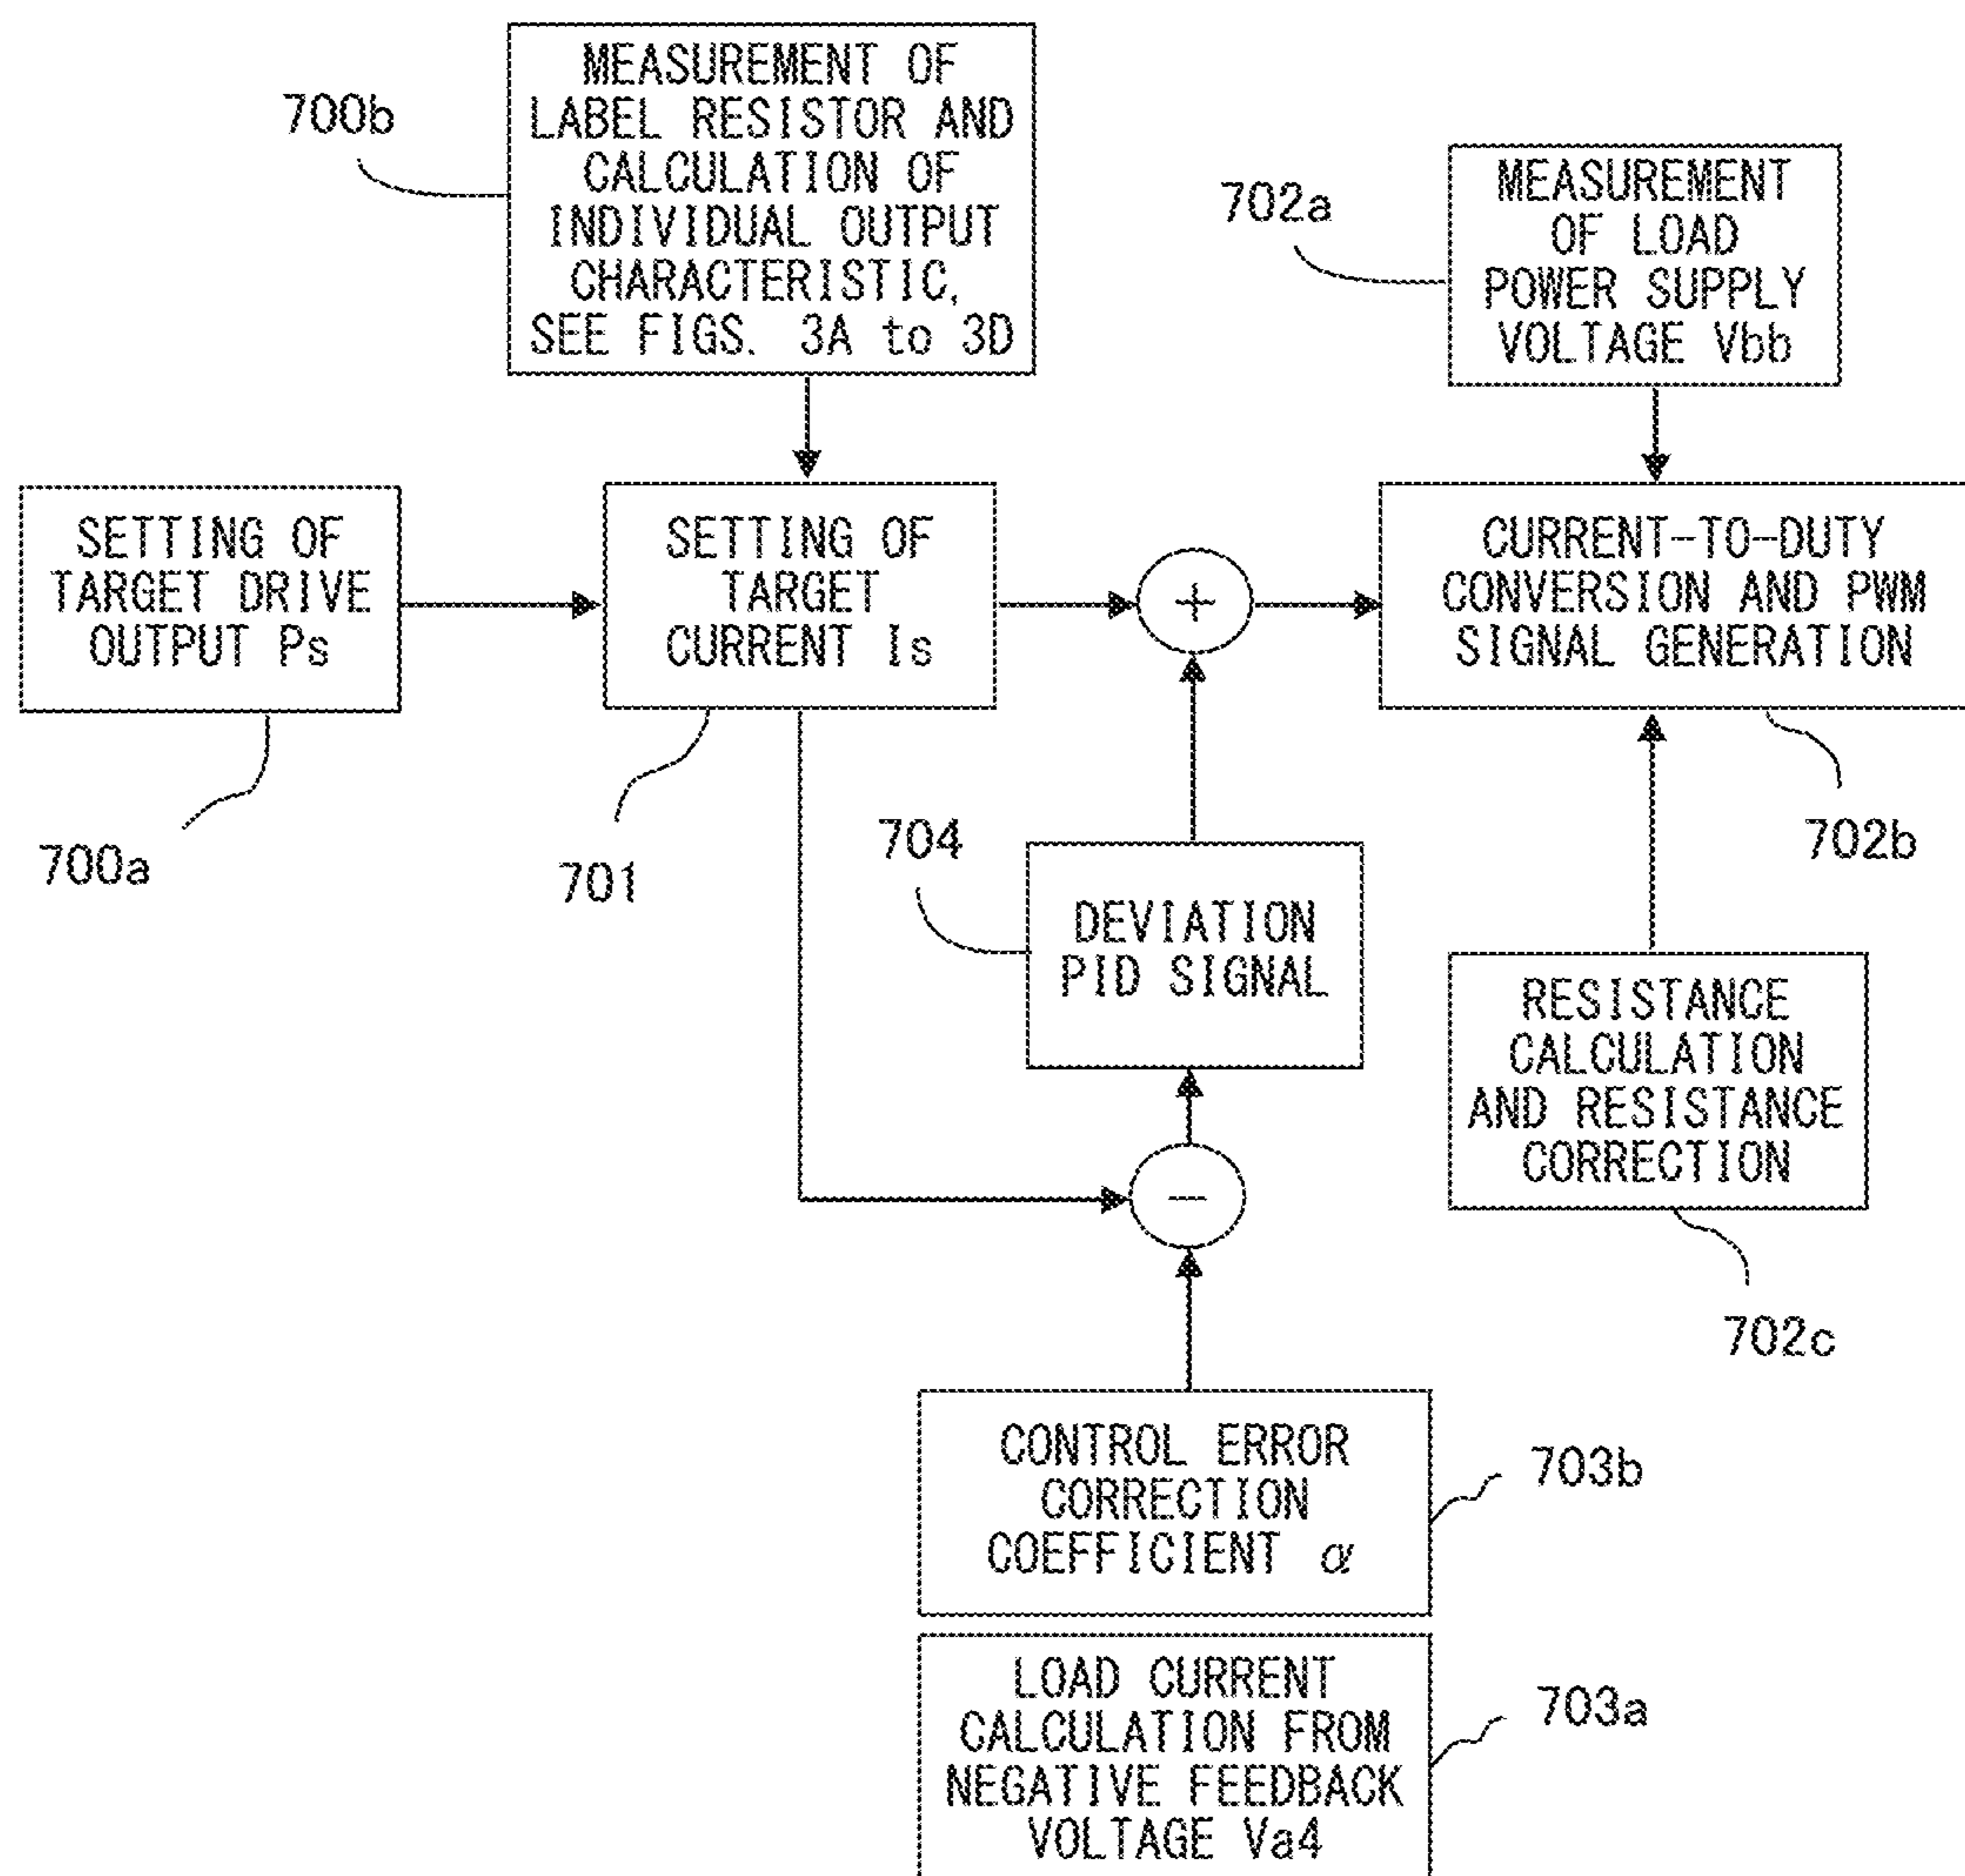 700b
MEASUREMENT OF
LABEL RESISTOR AND
CALCULATION OF
INDIVIDUAL OUTPUT
CHARACTERISTIC,
SEE FIGS. 3A to 3D
702a
MEASUREMENT
OF LOAD
POWER SUPPLY
VOLTAGE Vbb
SETTING OF
TARGET DRIVE
OUTPUT Ps
700a
SETTING OF
TARGET
CURRENT Is
701
+
CURRENT-TO-DUTY
CONVERSION AND PWM
SIGNAL GENERATION
702b
704
DEVIATION
PID SIGNAL
RESISTANCE
CALCULATION
AND RESISTANCE
CORRECTION
702c
−
CONTROL ERROR
CORRECTION
COEFFICIENT α
703b
LOAD CURRENT
CALCULATION FROM
NEGATIVE FEEDBACK
VOLTAGE Va4
703a